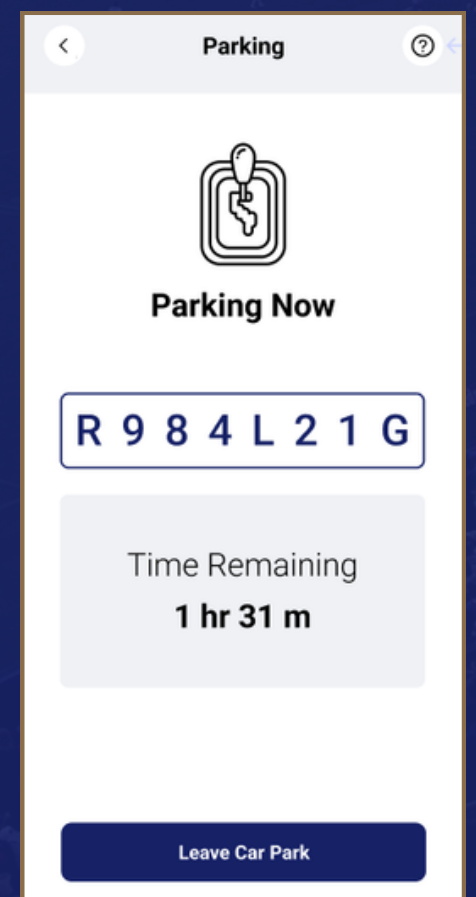 Parking
Parking Now
R 9 8 4 L 2 1 G
Time Remaining
1 hr 31 m
Leave Car Park